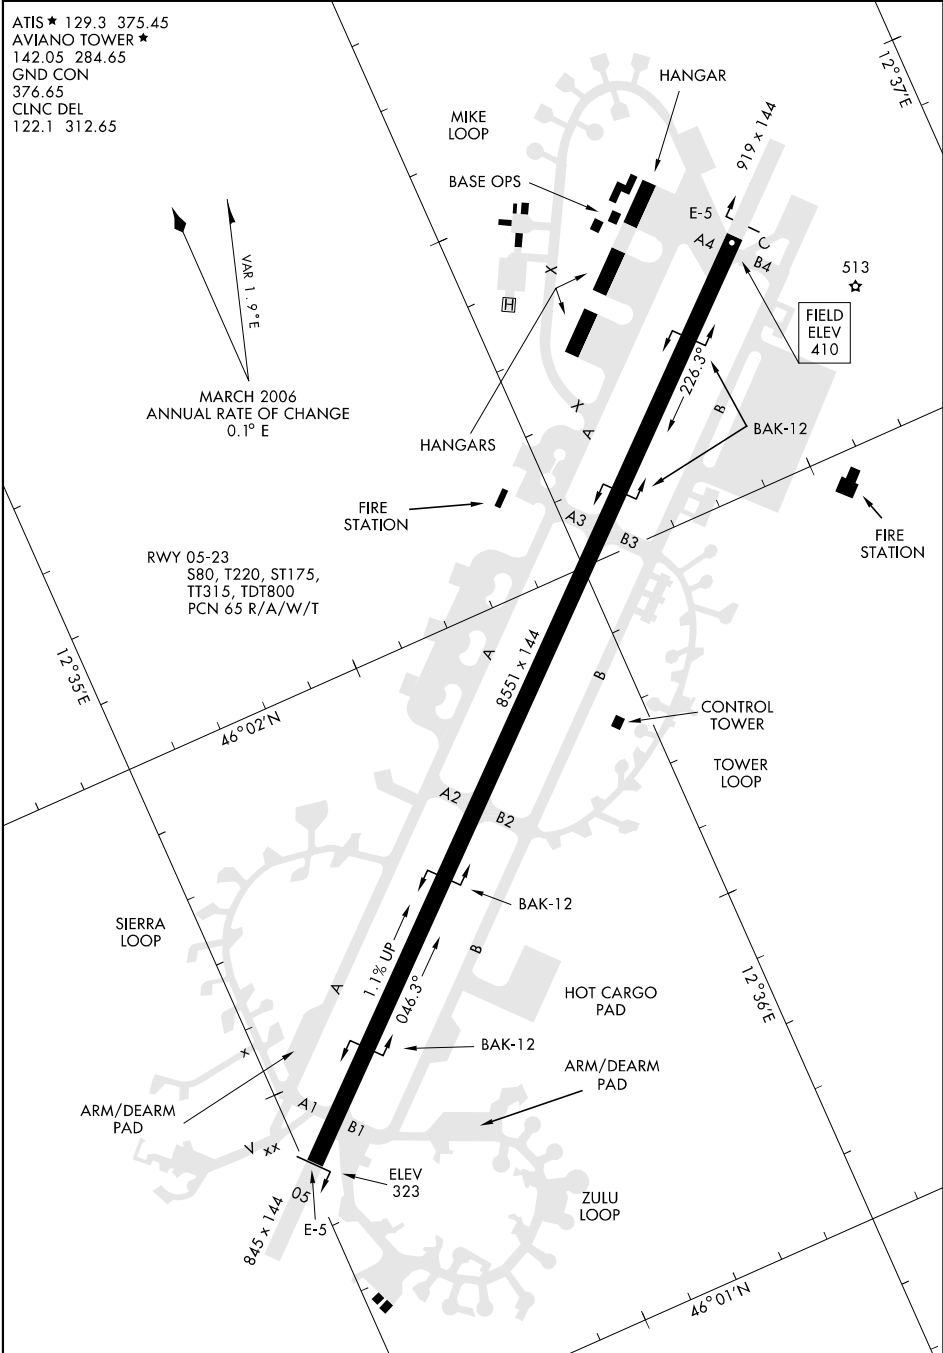 ATIS ★ 129.3 375.45
AVIANO TOWER ★
142.05 284.65
GND CON
376.65
CLNC DEL
122.1 312.65
12°37'E
HANGAR
919 x 144
MIKE
LOOP
BASE OPS
E-5
A4
C
B4
513
VAR 1.9°E
X
H
FIELD
ELEV
410
MARCH 2006
ANNUAL RATE OF CHANGE
0.1° E
226.3°
X
A
B
BAK-12
HANGARS
FIRE
STATION
A3
B3
FIRE
STATION
RWY 05-23
S80, T220, ST175,
TT315, TDT800
PCN 65 R/A/W/T
12°35'E
A
8551 x 144
B
46°02'N
CONTROL
TOWER
TOWER
LOOP
A2
B2
BAK-12
SIERRA
LOOP
1.1% UP
046.3°
B
A
HOT CARGO
PAD
12°36'E
x
BAK-12
ARM/DEARM
PAD
ARM/DEARM
PAD
A1
B1
V xx
ELEV
323
05
E-5
845 x 144
ZULU
LOOP
46°01'N